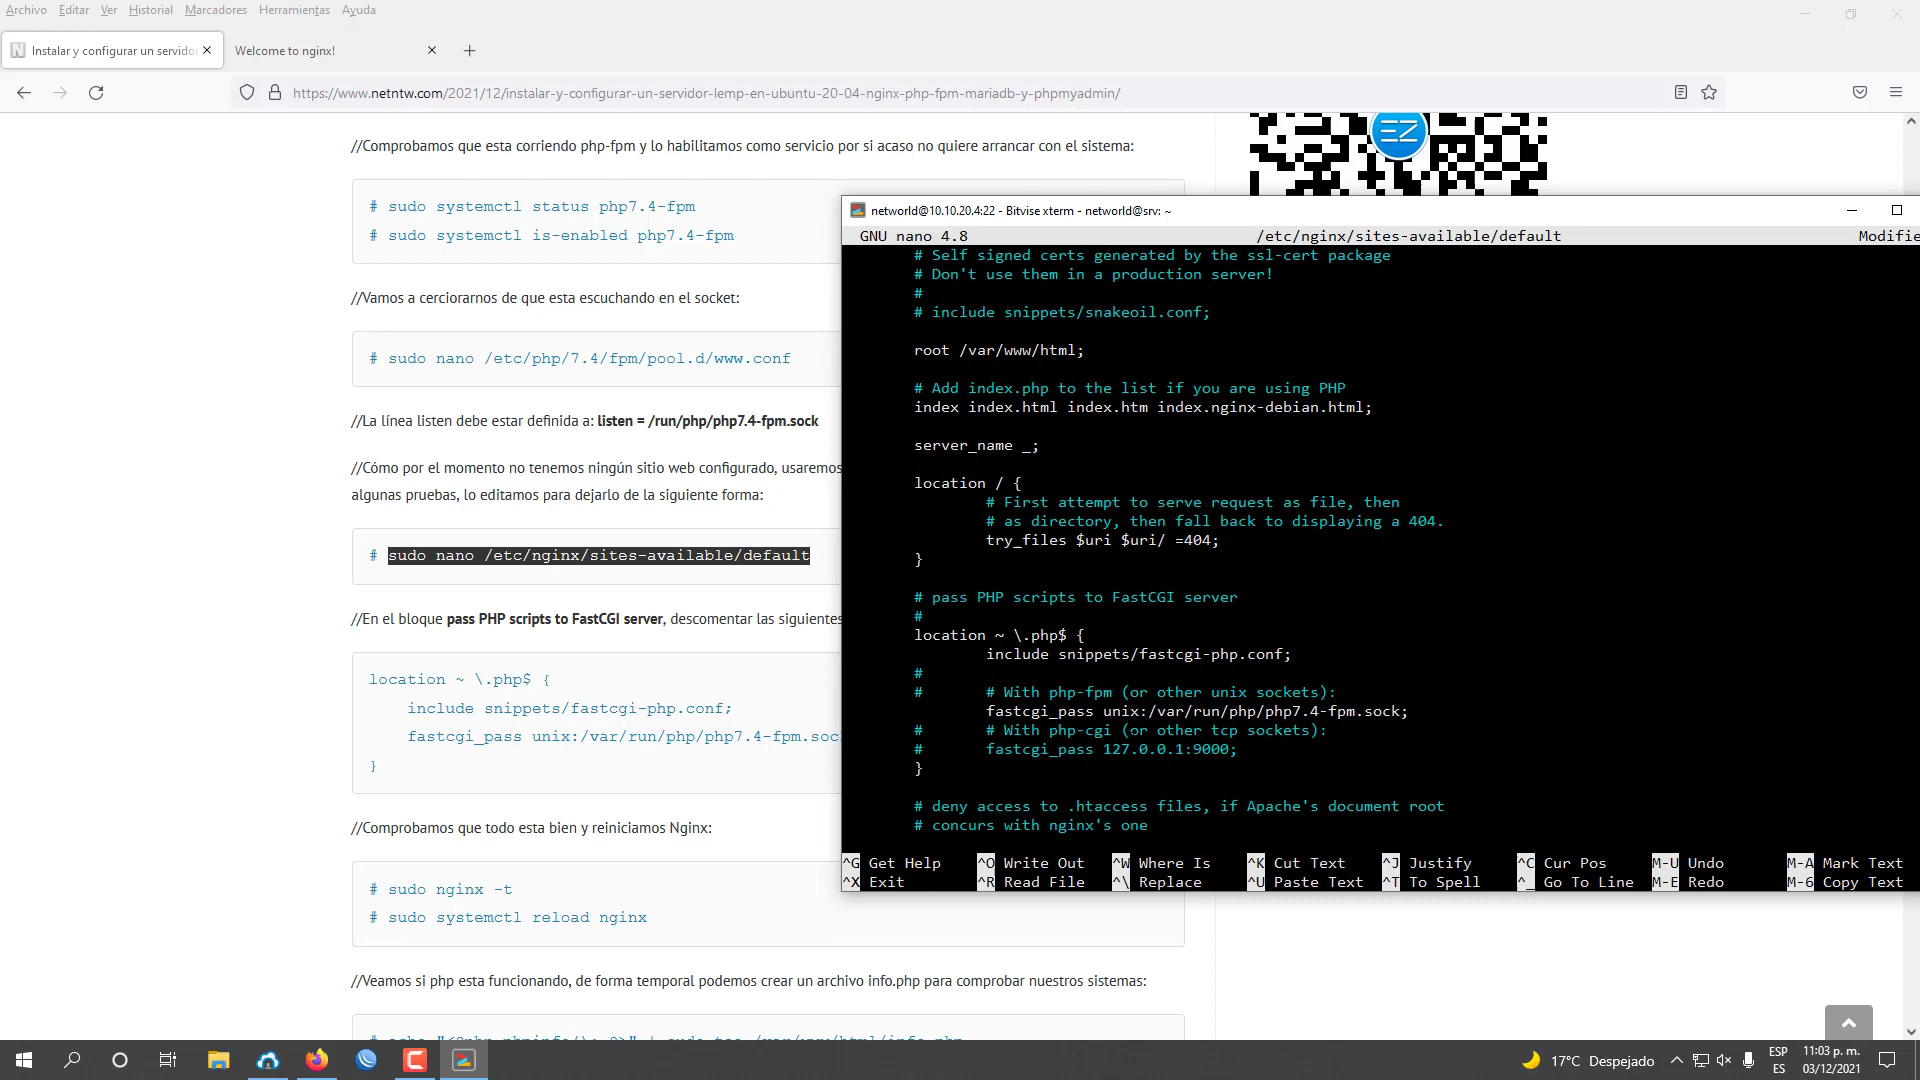 Archivo Editar Ver Historial Marcadores Herramientas Ayuda
Instalar y configurar un servidor
Welcome to nginx!
https://www.netntw.com/2021/12/instalar-y-configurar-un-servidor-lemp-en-ubuntu-20-04-nginx-php-fpm-mariadb-y-phpmyadmin/
//Comprobamos que esta corriendo php-fpm y lo habilitamos como servicio por si acaso no quiere arrancar con el sistema:
# sudo systemctl status php7.4-fpm
# sudo systemctl is-enabled php7.4-fpm
//Vamos a cerciorarnos de que esta escuchando en el socket:
# sudo nano /etc/php/7.4/fpm/pool.d/www.conf
//La línea listen debe estar definida a: listen = /run/php/php7.4-fpm.sock
//Cómo por el momento no tenemos ningún sitio web configurado, usaremos
algunas pruebas, lo editamos para dejarlo de la siguiente forma:
# sudo nano /etc/nginx/sites-available/default
//En el bloque pass PHP scripts to FastCGI server, descomentar las siguientes
location ~ \.php$ {
include snippets/fastcgi-php.conf;
fastcgi_pass unix:/var/run/php/php7.4-fpm.soc
}
//Comprobamos que todo esta bien y reiniciamos Nginx:
# sudo nginx -t
# sudo systemctl reload nginx
//Veamos si php esta funcionando, de forma temporal podemos crear un archivo info.php para comprobar nuestros sistemas:
networld@10.10.20.4:22 - Bitvise xterm - networld@srv: ~
GNU nano 4.8 /etc/nginx/sites-available/default Modifie
# Self signed certs generated by the ssl-cert package
# Don't use them in a production server!
#
# include snippets/snakeoil.conf;
root /var/www/html;
# Add index.php to the list if you are using PHP
index index.html index.htm index.nginx-debian.html;
server_name _;
location / {
# First attempt to serve request as file, then
# as directory, then fall back to displaying a 404.
try_files $uri $uri/ =404;
}
# pass PHP scripts to FastCGI server
#
location ~ \.php$ {
include snippets/fastcgi-php.conf;
#
# # With php-fpm (or other unix sockets):
fastcgi_pass unix:/var/run/php/php7.4-fpm.sock;
# # With php-cgi (or other tcp sockets):
# fastcgi_pass 127.0.0.1:9000;
}
# deny access to .htaccess files, if Apache's document root
# concurs with nginx's one
^G Get Help ^O Write Out ^W Where Is ^K Cut Text ^J Justify ^C Cur Pos M-U Undo M-A Mark Text
^X Exit ^R Read File ^\ Replace ^U Paste Text ^T To Spell ^_ Go To Line M-E Redo M-6 Copy Text
17°C Despejado
ESP
ES
11:03 p. m.
03/12/2021